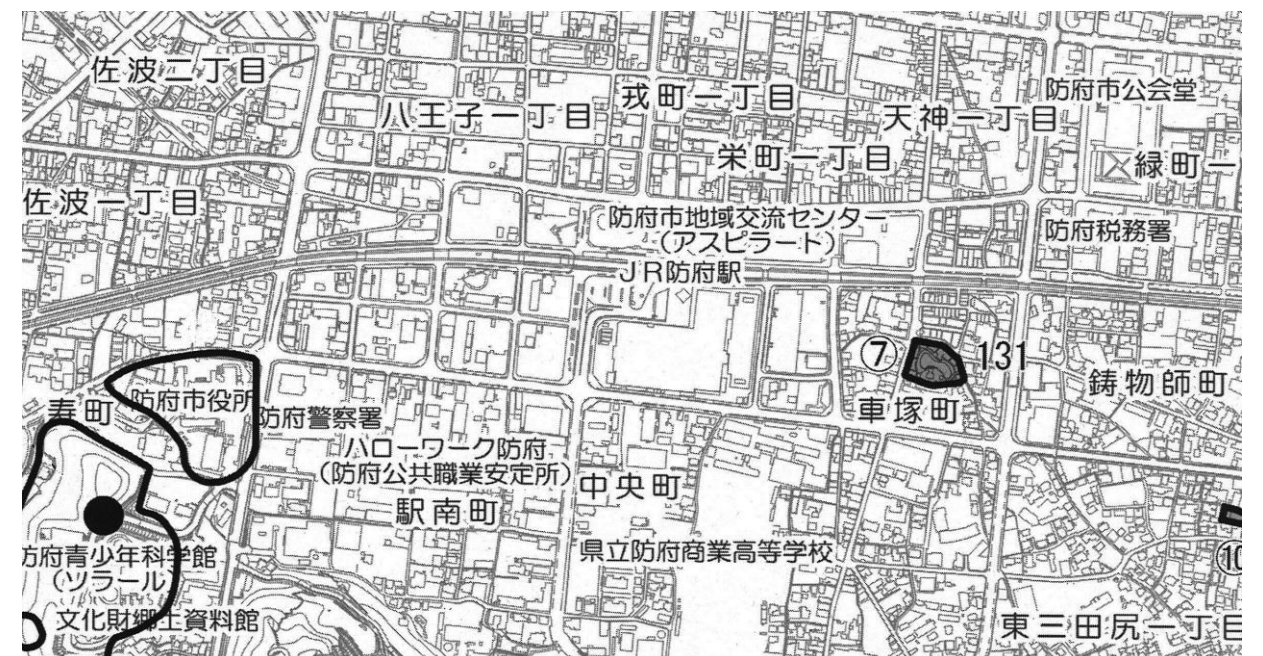 佐波二丁目
八王子一丁目
戎町一丁目
天神一丁目
防府市公会堂
栄町一丁目
緑町一
佐波一丁目
防府市地域交流センター
（アスピラート）
防府税務署
JR防府駅
⑦
131
鋳物師町
車塚町
寿町
防府市役所
防府警察署
ハローワーク防府
（防府公共職業安定所）
中央町
駅南町
県立防府商業高等学校
防府青少年科学館
（ソラール）
文化財郷土資料館
⑩
東三田尻一丁目